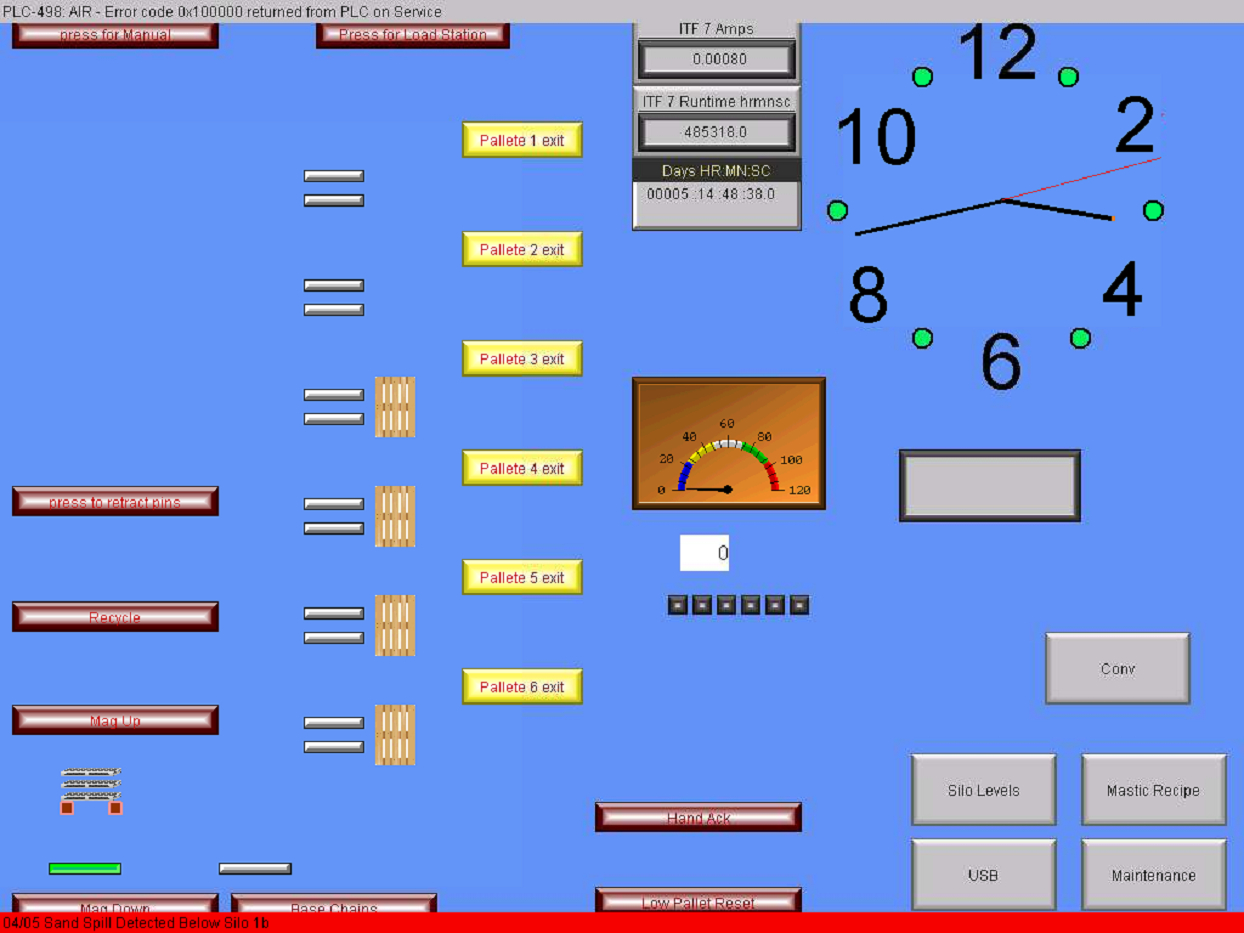 PLC-498: AIR - Error code 0x100000 returned from PLC on Service
press for Manual
Press for Load Station
ITF 7 Amps
0.00080
ITF 7 Runtime hrmnsc
485318.0
Days HR:MN:SC
00005 :14 :48 :38.0
12
2
10
4
8
6
Pallete 1 exit
Pallete 2 exit
Pallete 3 exit
Pallete 4 exit
Pallete 5 exit
Pallete 6 exit
0
20
40
60
80
100
120
0
press to retract pins
Recycle
Mag Up
Conv
Silo Levels
Mastic Recipe
Hand Ack
USB
Maintenance
Mag Down
Base Chains
Low Pallet Reset
04/05 Sand Spill Detected Below Silo 1b